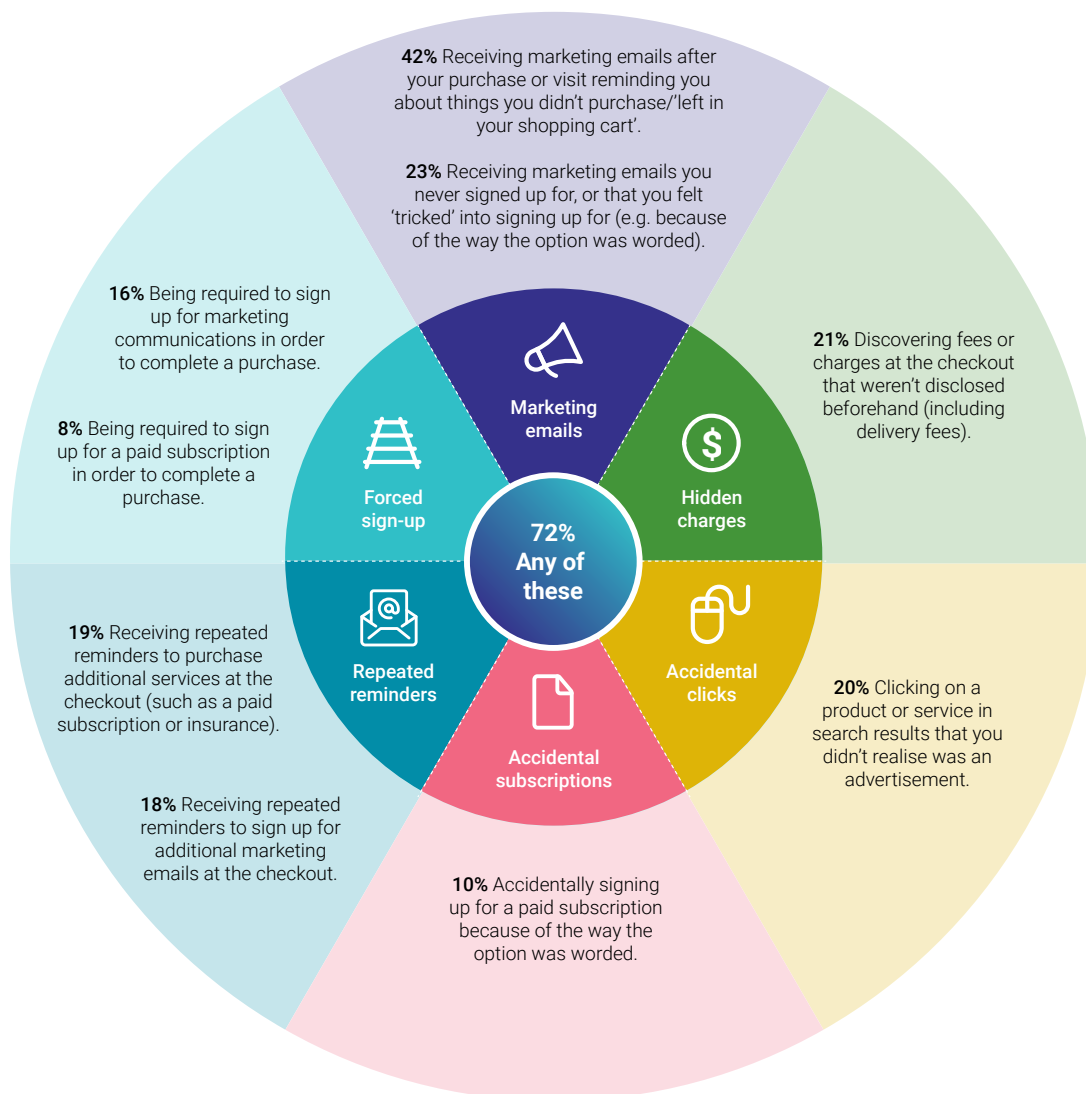 42% Receiving marketing emails after
your purchase or visit reminding you
about things you didn't purchase/'left in
your shopping cart'.
23% Receiving marketing emails you
never signed up for, or that you felt
'tricked' into signing up for (e.g. because
of the way the option was worded).
Marketing
emails
21% Discovering fees or
charges at the checkout
that weren't disclosed
beforehand (including
delivery fees).
$
Hidden
charges
20% Clicking on a
product or service in
search results that you
didn't realise was an
advertisement.
Accidental
clicks
10% Accidentally signing
up for a paid subscription
because of the way the
option was worded.
Accidental
subscriptions
19% Receiving repeated
reminders to purchase
additional services at the
checkout (such as a paid
subscription or insurance).
18% Receiving repeated
reminders to sign up for
additional marketing
emails at the checkout.
@
Repeated
reminders
16% Being required to sign
up for marketing
communications in order
to complete a purchase.
8% Being required to sign
up for a paid subscription
in order to complete a
purchase.
Forced
sign-up
72%
Any of
these